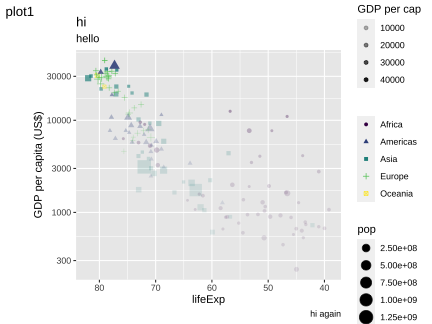 plot1
hi
hello
GDP per capita (US$)
30000
10000
3000
1000
300
80
70
60
50
40
lifeExp
hi again
GDP per cap
10000
20000
30000
40000
Africa
Americas
Asia
Europe
Oceania
pop
2.50e+08
5.00e+08
7.50e+08
1.00e+09
1.25e+09